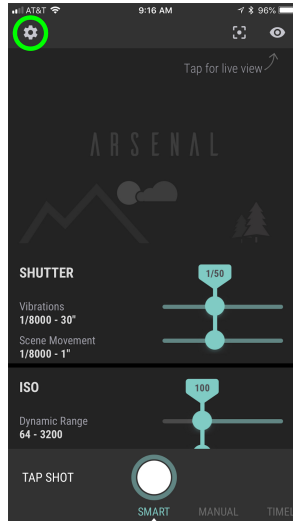 AT&T 9:16 AM 96%
Tap for live view
ARSENAL
SHUTTER
1/50
Vibrations
1/8000 - 30"
Scene Movement
1/8000 - 1"
ISO
100
Dynamic Range
64 - 3200
TAP SHOT
SMART MANUAL TIMEL